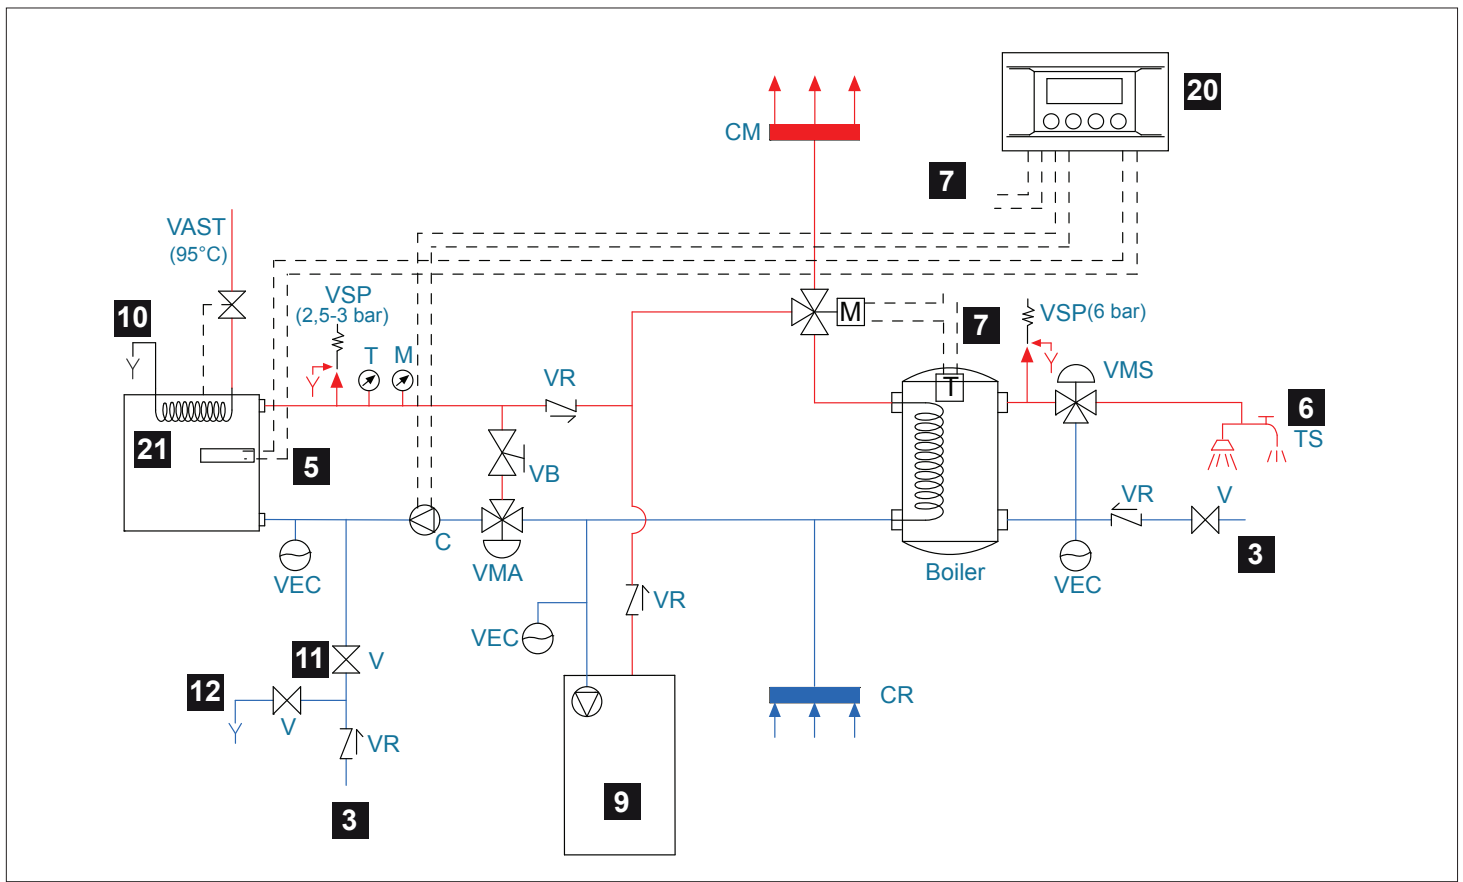 20
CM
7
VAST
(95°C)
VSP
(2,5-3 bar)
10
M
7
VSP(6 bar)
T M
VR
VMS
T
6
TS
21
5
VB
VR
V
C
3
VEC
VMA
Boiler
VEC
VR
VEC
11
V
12
V
CR
VR
9
3